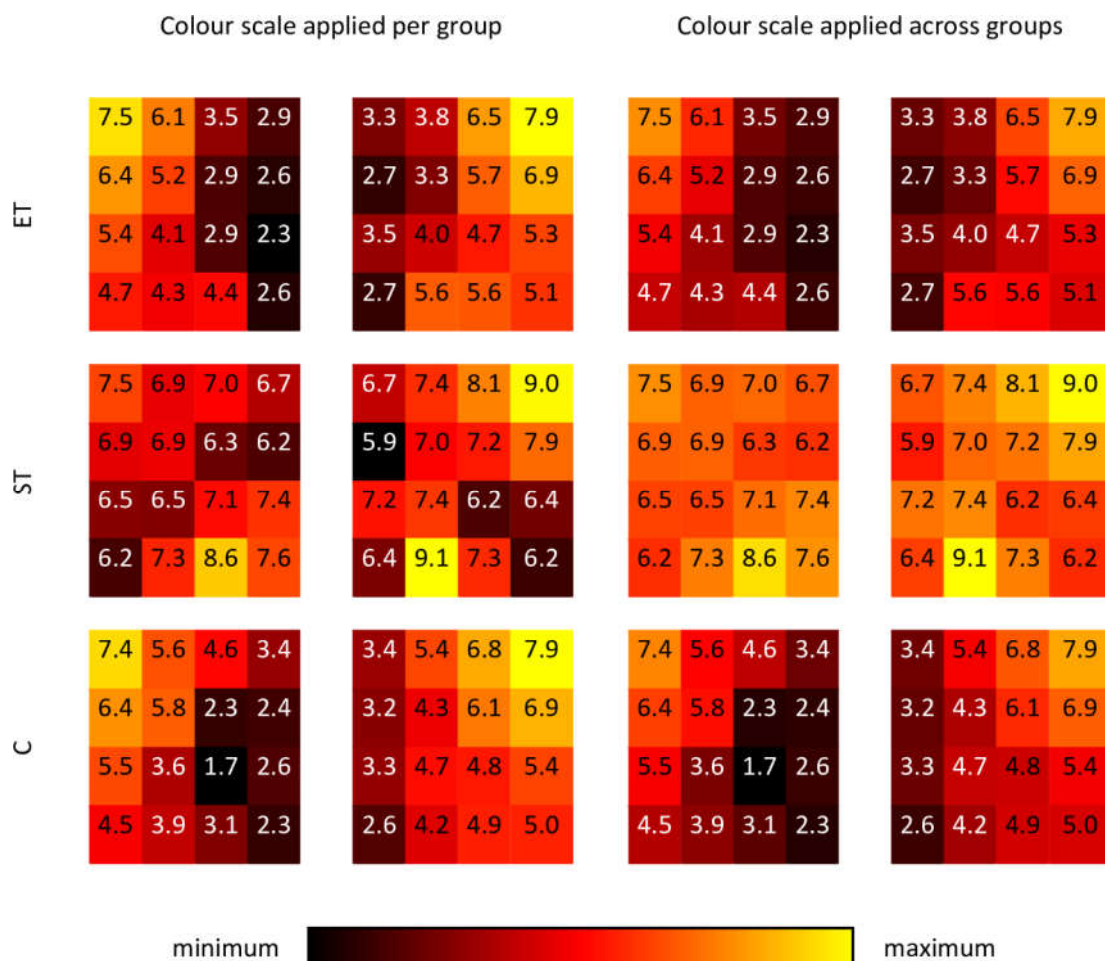 Colour scale applied per group Colour scale applied across groups
7.5 6.1 3.5 2.9 3.3 3.8 6.5 7.9 7.5 6.1 3.5 2.9 3.3 3.8 6.5 7.9
6.4 5.2 2.9 2.6 2.7 3.3 5.7 6.9 6.4 5.2 2.9 2.6 2.7 3.3 5.7 6.9
ET
5.4 4.1 2.9 2.3 3.5 4.0 4.7 5.3 5.4 4.1 2.9 2.3 3.5 4.0 4.7 5.3
4.7 4.3 4.4 2.6 2.7 5.6 5.6 5.1 4.7 4.3 4.4 2.6 2.7 5.6 5.6 5.1
7.5 6.9 7.0 6.7 6.7 7.4 8.1 9.0 7.5 6.9 7.0 6.7 6.7 7.4 8.1 9.0
6.9 6.9 6.3 6.2 5.9 7.0 7.2 7.9 6.9 6.9 6.3 6.2 5.9 7.0 7.2 7.9
ST
6.5 6.5 7.1 7.4 7.2 7.4 6.2 6.4 6.5 6.5 7.1 7.4 7.2 7.4 6.2 6.4
6.2 7.3 8.6 7.6 6.4 9.1 7.3 6.2 6.2 7.3 8.6 7.6 6.4 9.1 7.3 6.2
7.4 5.6 4.6 3.4 3.4 5.4 6.8 7.9 7.4 5.6 4.6 3.4 3.4 5.4 6.8 7.9
6.4 5.8 2.3 2.4 3.2 4.3 6.1 6.9 6.4 5.8 2.3 2.4 3.2 4.3 6.1 6.9
C
5.5 3.6 1.7 2.6 3.3 4.7 4.8 5.4 5.5 3.6 1.7 2.6 3.3 4.7 4.8 5.4
4.5 3.9 3.1 2.3 2.6 4.2 4.9 5.0 4.5 3.9 3.1 2.3 2.6 4.2 4.9 5.0
minimum maximum